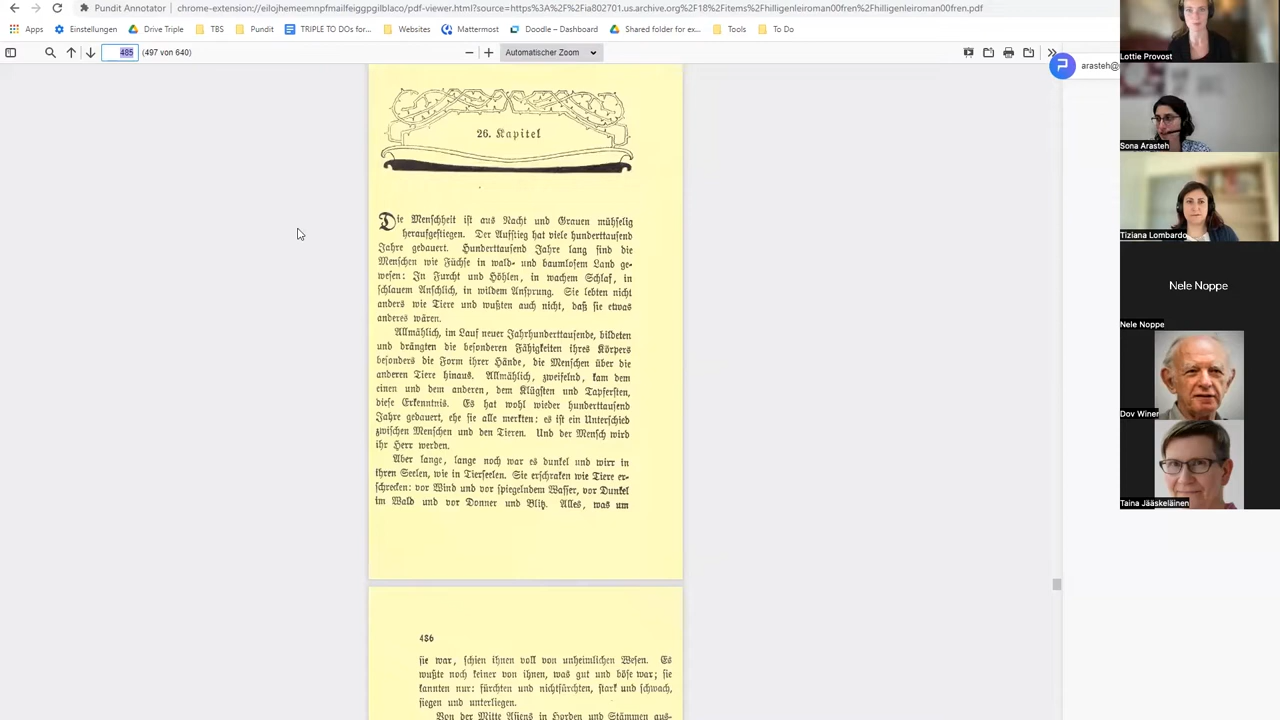 Pundit Annotator
chrome-extension://eilojhemeemnpfmailfeiggpgilblaco/pdf-viewer.html?source=https%3A%2F%2Fia802701.us.archive.org%2F18%2Fitems%2Fhilligenleiroman00fren%2Fhilligenleiroman00fren.pdf
Apps
Einstellungen
Drive Triple
TBS
Pundit
TRIPLE TO DOs for...
Websites
Mattermost
Doodle – Dashboard
Shared folder for ex...
Tools
To Do
485
(497 von 640)
Automatischer Zoom
arasteh@
26. Kapitel
Die Menschheit ist aus Nacht und Grauen mühselig
heraufgestiegen. Der Aufstieg hat viele hunderttausend
Jahre gedauert. Hunderttausend Jahre lang sind die
Menschen wie Füchse in wald- und baumlosem Land ge-
wesen: In Furcht und Höhlen, in wachem Schlaf, in
schlauem Anschlich, in wildem Ansprung. Sie lebten nicht
anders wie Tiere und wußten auch nicht, daß sie etwas
anderes wären.
Allmählich, im Lauf neuer Jahrhunderttausende, bildeten
und drängten die besonderen Fähigkeiten ihres Körpers
besonders die Form ihrer Hände, die Menschen über die
anderen Tiere hinaus. Allmählich, zweifelnd, kam dem
einen und dem anderen, dem Klügsten und Tapfersten,
diese Erkenntnis. Es hat wohl wieder hunderttausend
Jahre gedauert, ehe sie alle merkten: es ist ein Unterschied
zwischen Menschen und den Tieren. Und der Mensch wird
ihr Herr werden.
Aber lange, lange noch war es dunkel und wirr in
ihren Seelen, wie in Tierseelen. Sie erschraken wie Tiere er-
schrecken: vor Wind und vor spiegelndem Wasser, vor Dunkel
im Wald und vor Donner und Blitz. Alles, was um
486
sie war, schien ihnen voll von unheimlichen Wesen. Es
wußte noch keiner von ihnen, was gut und böse war; sie
kannten nur: fürchten und nichtfürchten, stark und schwach,
siegen und unterliegen.
Von der Mitte Asiens in Horden und Stämmen aus-
Lottie Provost
Sona Arasteh
Tiziana Lombardo
Nele Noppe
Nele Noppe
Dov Winer
Taina Jääskeläinen